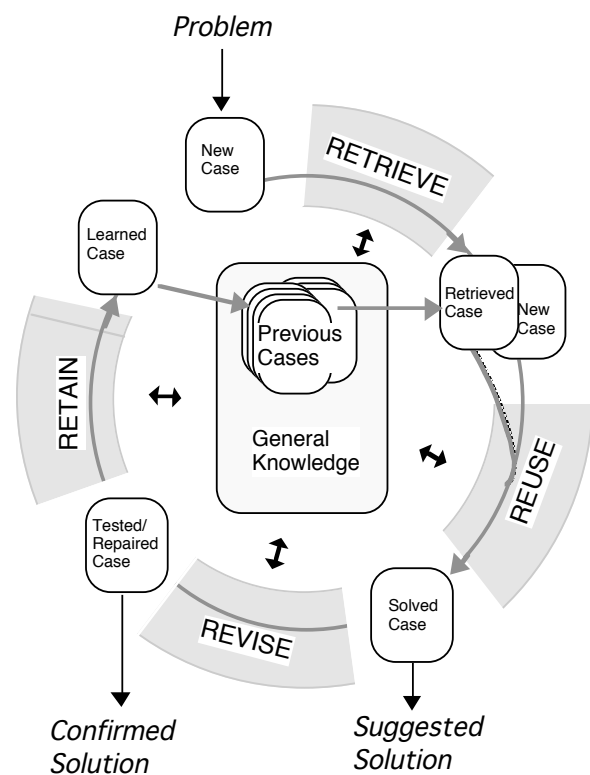 Problem
New
Case
RETRIEVE
Learned
Case
Retrieved
Case
New
Case
Previous
Cases
RETAIN
General
Knowledge
REUSE
Tested/
Repaired
Case
REVISE
Solved
Case
Confirmed
Solution
Suggested
Solution